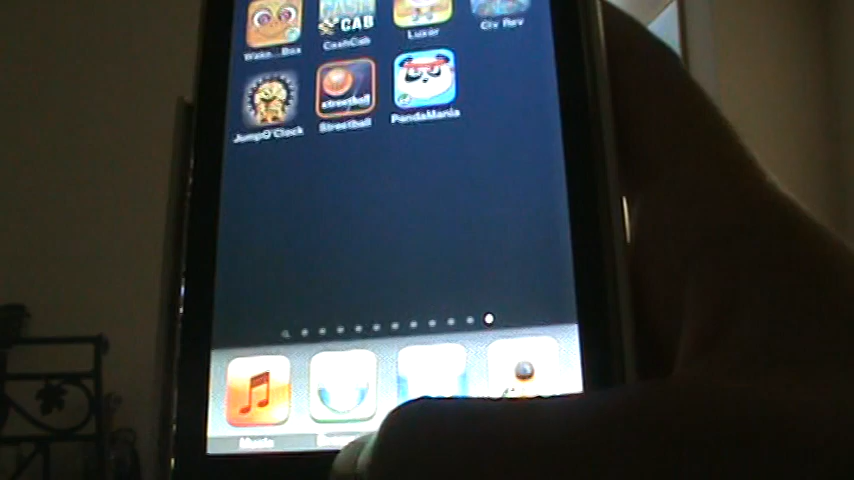 Wake...Box
CASH
CAB
CashCab
Luxor
Civ Rev
JumpO'Clock
streetball
Streetball
PandaMania
Music